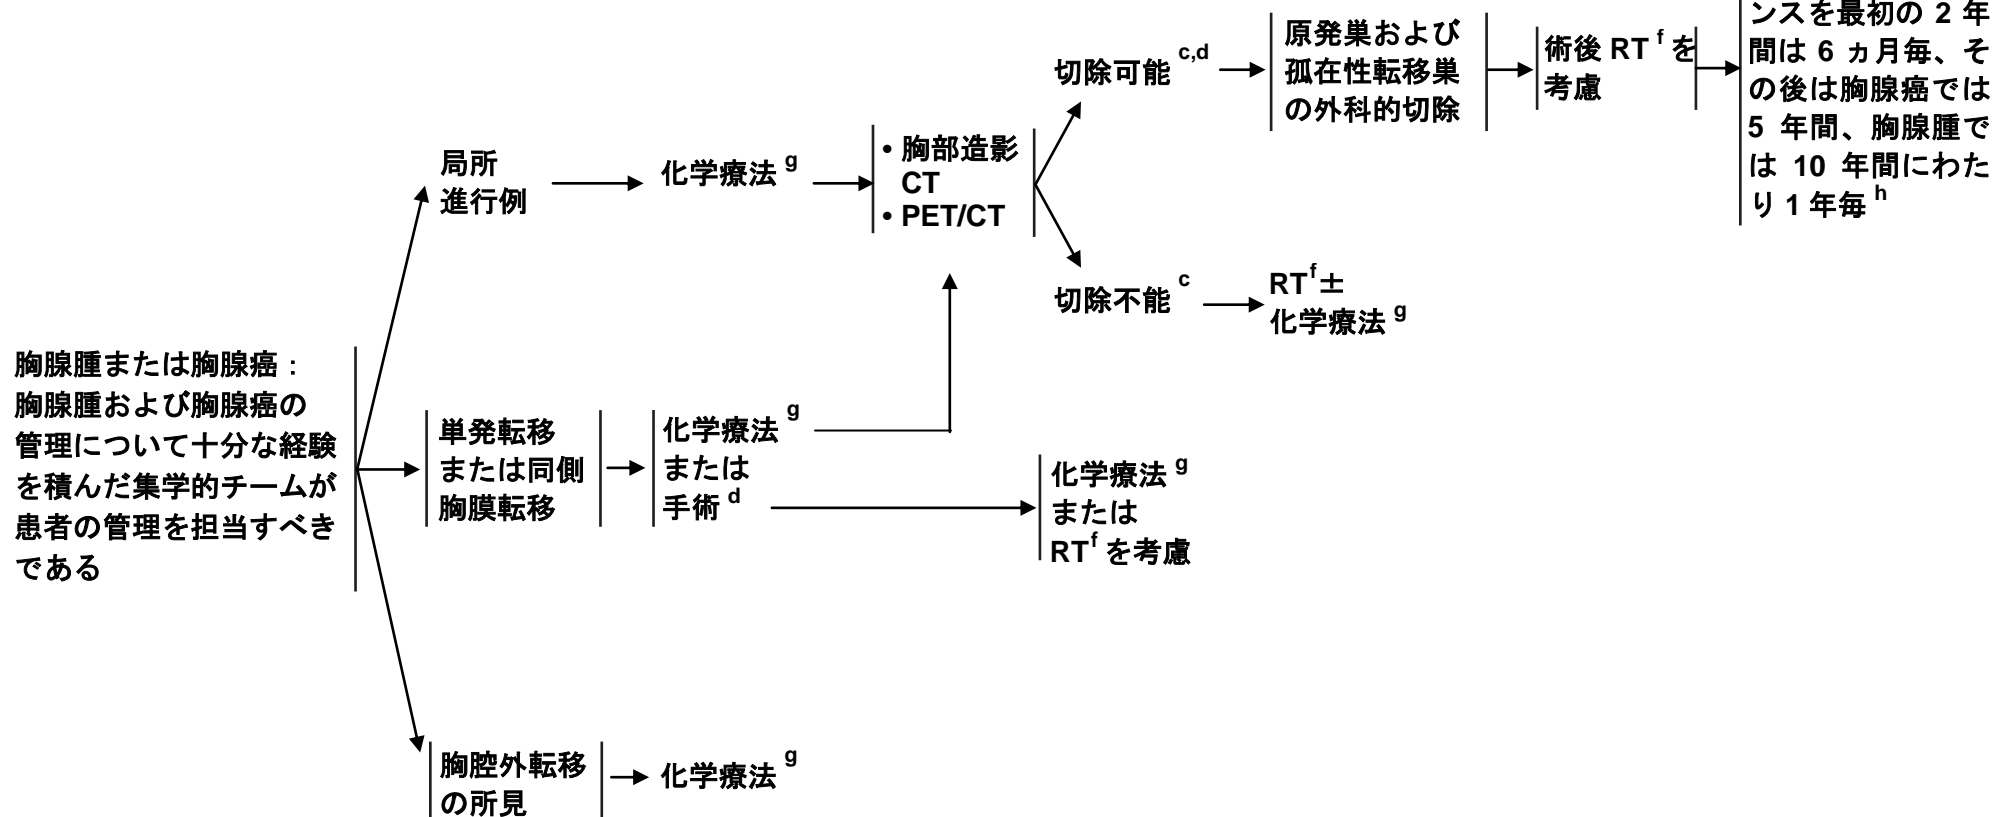 胸腺腫または胸腺癌：
胸腺腫および胸腺癌の
管理について十分な経験
を積んだ集学的チームが
患者の管理を担当すべき
である
局所
進行例
化学療法 g
• 胸部造影
CT
• PET/CT
切除可能 c,d
原発巣および
孤在性転移巣
の外科的切除
術後 RT f を
考慮
ンスを最初の 2 年
間は 6 ヵ月毎、そ
の後は胸腺癌では
5 年間、胸腺腫で
は 10 年間にわた
り 1 年毎 h
切除不能 c
RT f ±
化学療法 g
単発転移
または同側
胸膜転移
化学療法 g
または
手術 d
化学療法 g
または
RT f を考慮
胸腔外転移
の所見
化学療法 g